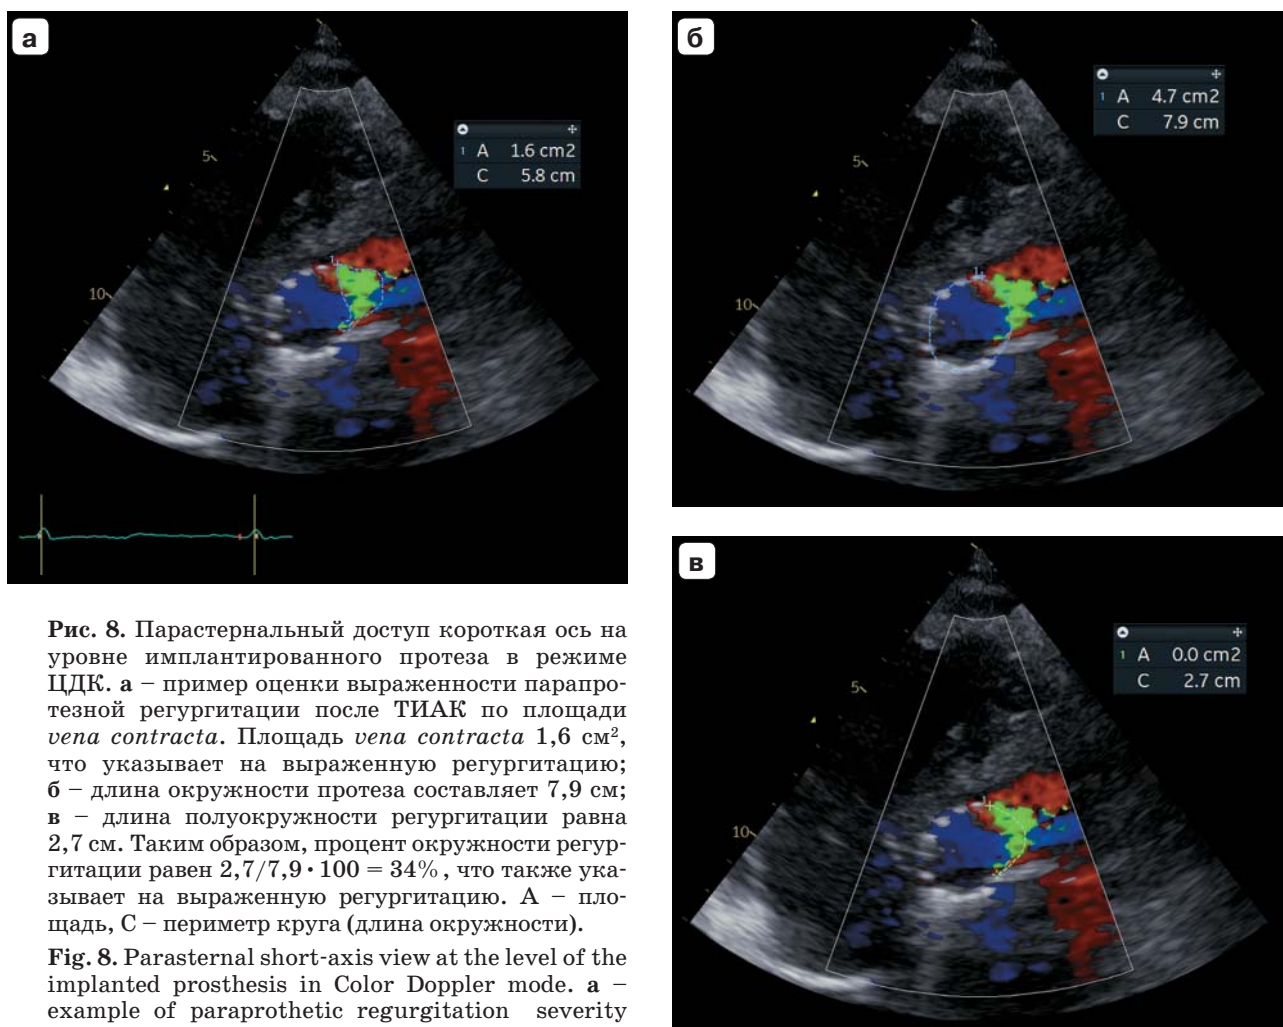 а
1 A 1.6 cm2
C 5.8 cm
5
10
1
б
1 A 4.7 cm2
C 7.9 cm
5
10
1
Рис. 8. Парастернальный доступ короткая ось на
уровне имплантированного протеза в режиме
ЦДК. а – пример оценки выраженности парапро-
тезной регургитации после ТИАК по площади
vena contracta. Площадь vena contracta 1,6 см²,
что указывает на выраженную регургитацию;
б – длина окружности протеза составляет 7,9 см;
в – длина полуокружности регургитации равна
2,7 см. Таким образом, процент окружности регур-
гитации равен 2,7/7,9 · 100 = 34%, что также ука-
зывает на выраженную регургитацию. А – пло-
щадь, С – периметр круга (длина окружности).
Fig. 8. Parasternal short-axis view at the level of the
implanted prosthesis in Color Doppler mode. a –
example of paraprothetic regurgitation severity
в
1 A 0.0 cm2
C 2.7 cm
5
10
1